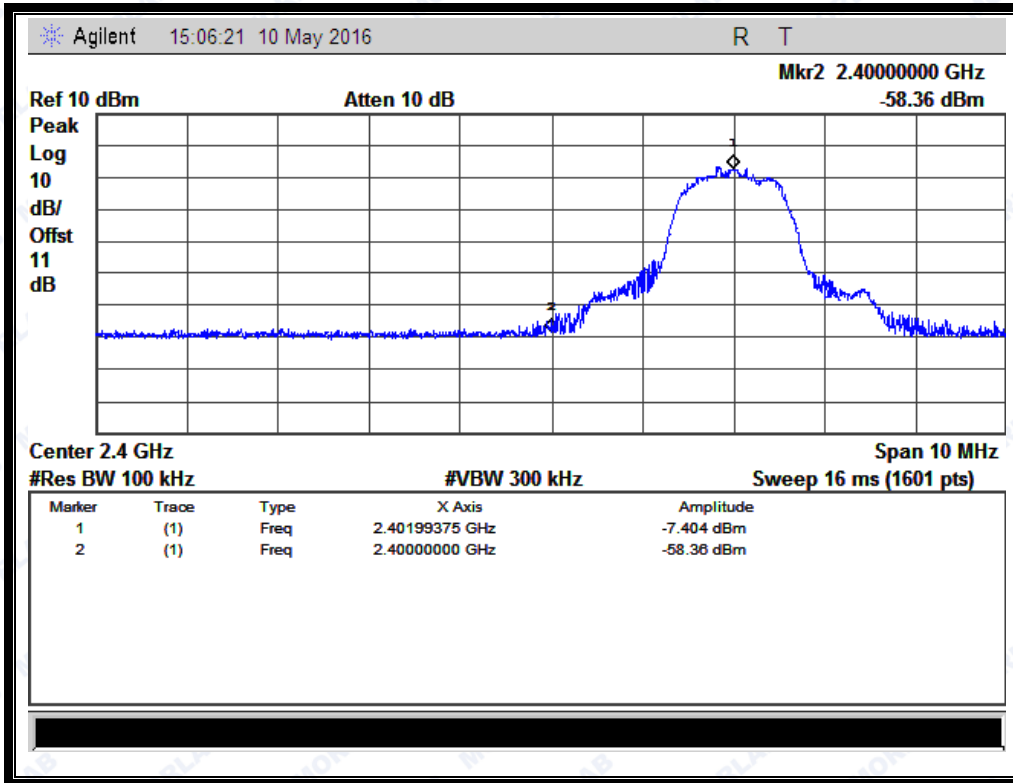 Agilent 15:06:21 10 May 2016 R T
Mkr2 2.40000000 GHz
Ref 10 dBm Atten 10 dB -58.36 dBm
Peak
Log
10
dB/
Offst
11
dB
1
2
Center 2.4 GHz Span 10 MHz
#Res BW 100 kHz #VBW 300 kHz Sweep 16 ms (1601 pts)
Marker Trace Type X Axis Amplitude
1 (1) Freq 2.40199375 GHz -7.404 dBm
2 (1) Freq 2.40000000 GHz -58.36 dBm